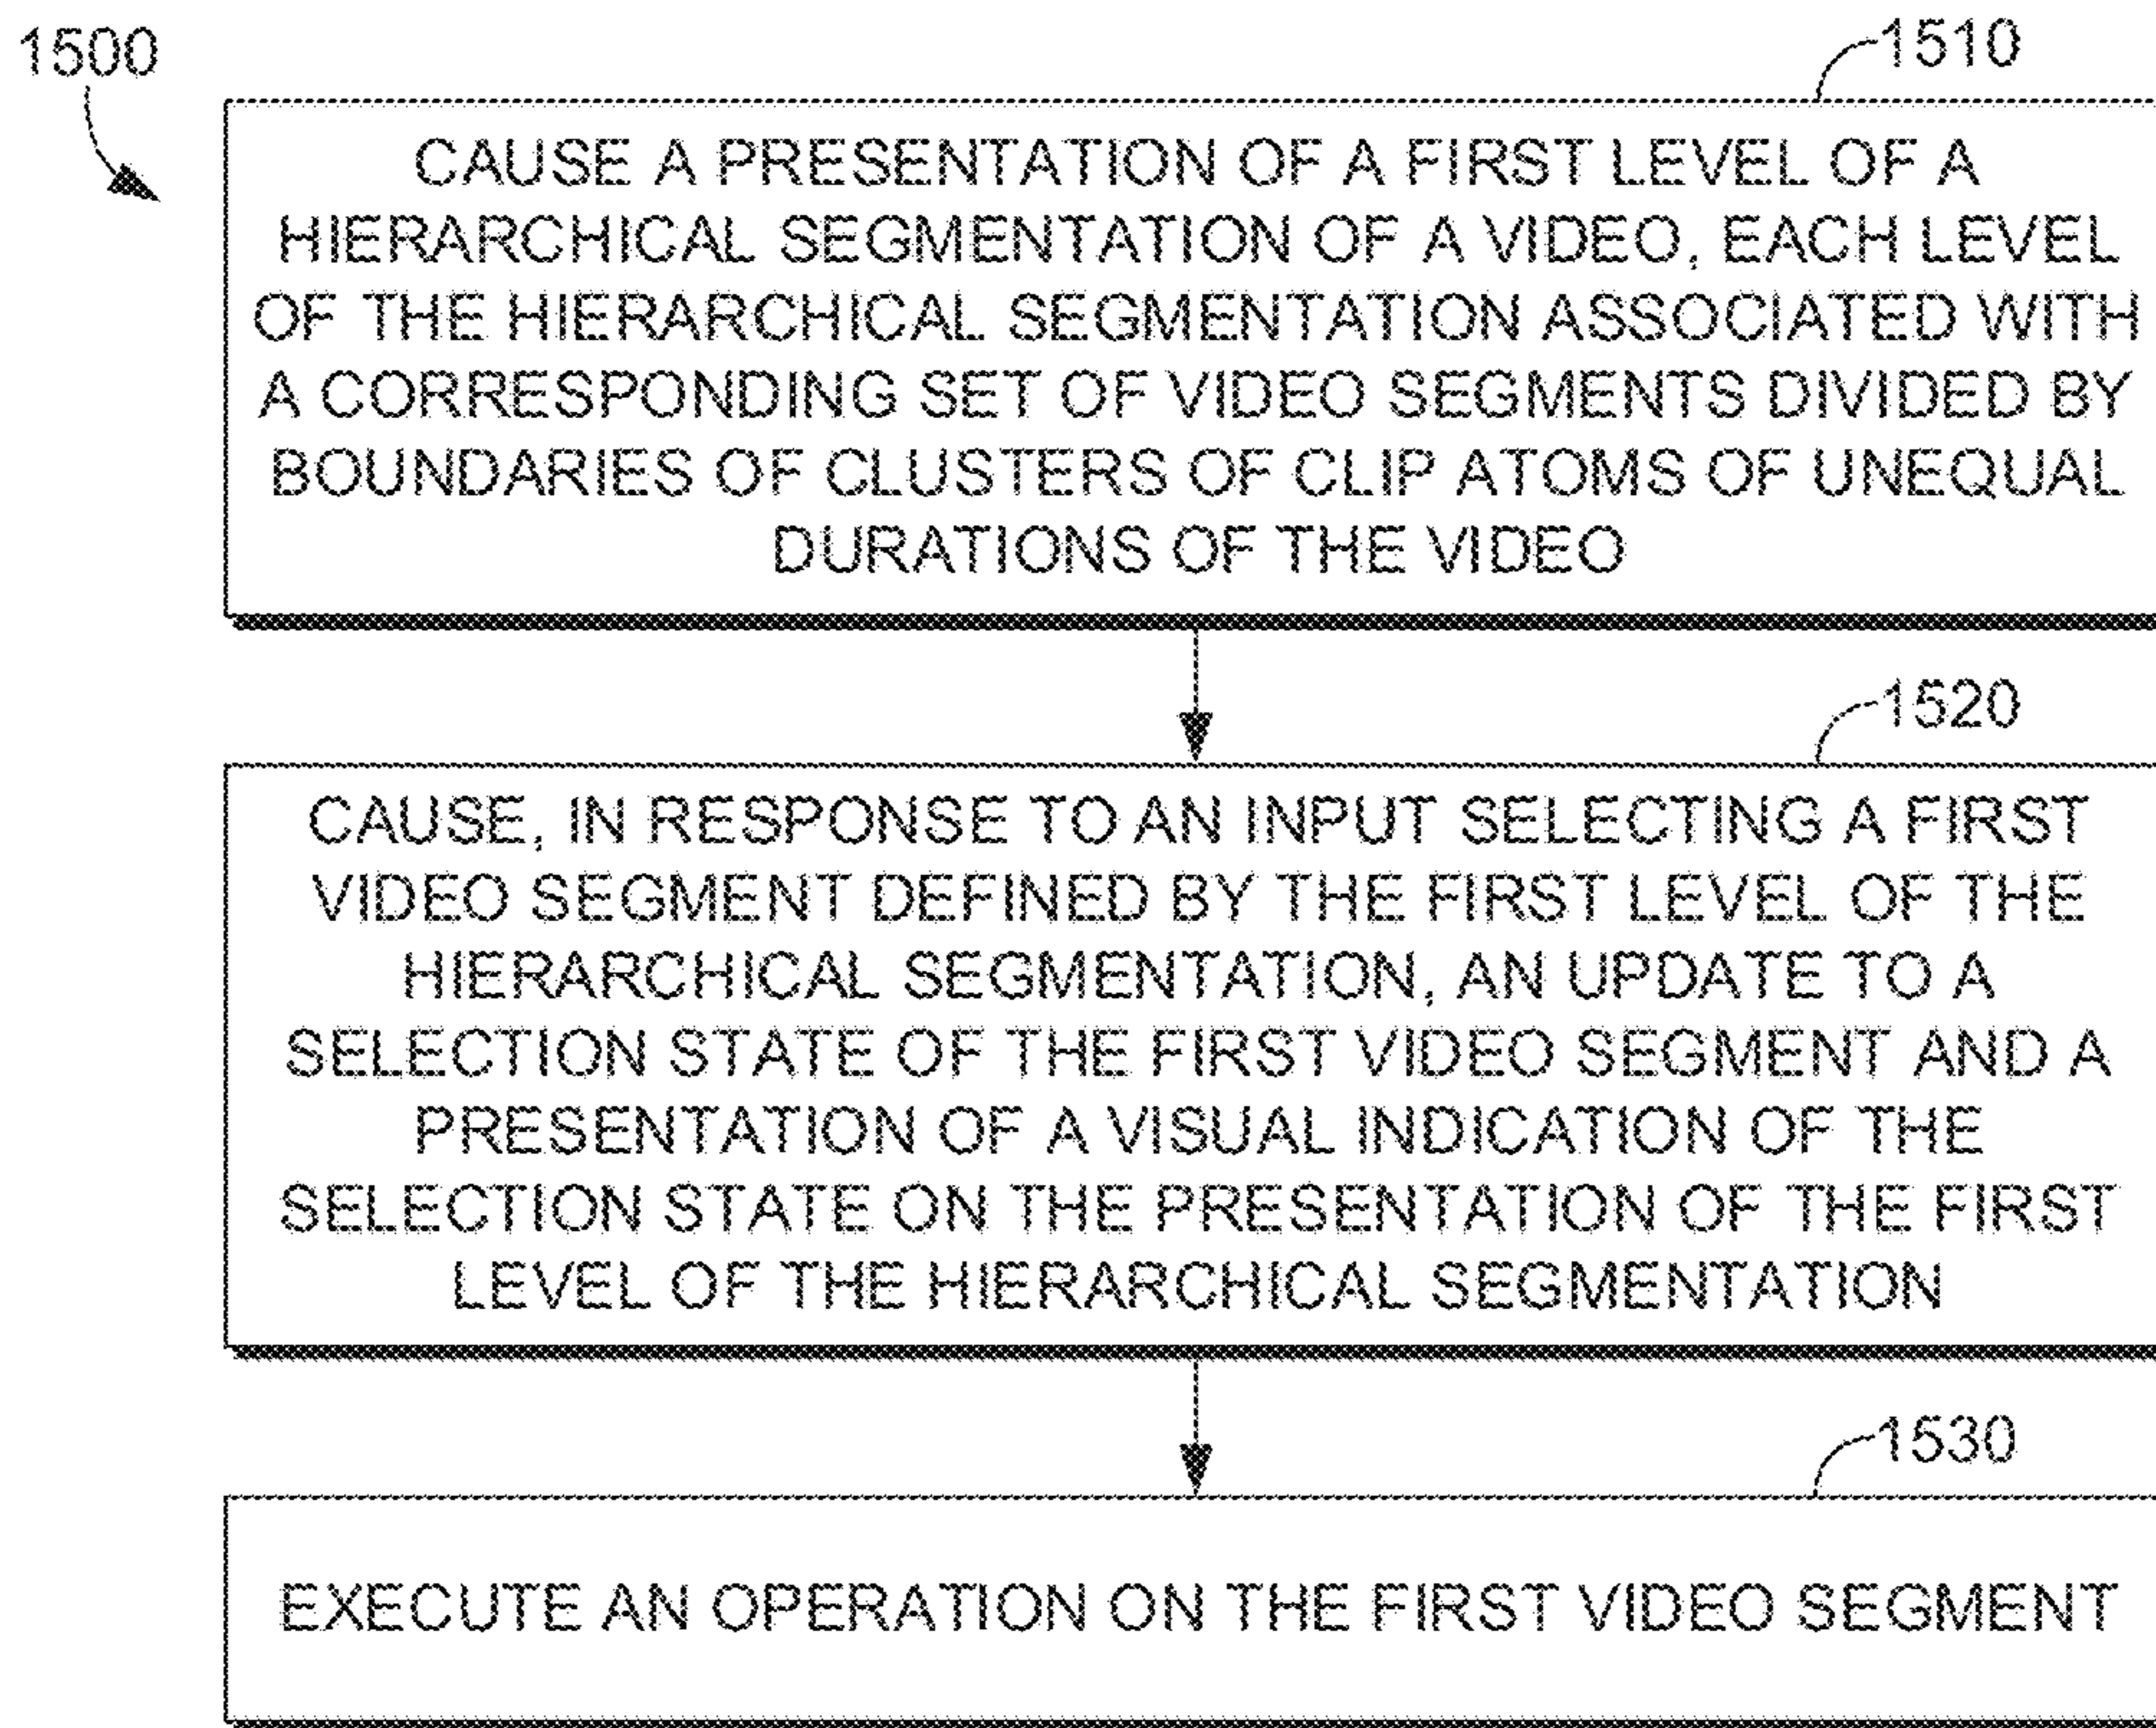 1500
1510
CAUSE A PRESENTATION OF A FIRST LEVEL OF A
HIERARCHICAL SEGMENTATION OF A VIDEO, EACH LEVEL
OF THE HIERARCHICAL SEGMENTATION ASSOCIATED WITH
A CORRESPONDING SET OF VIDEO SEGMENTS DIVIDED BY
BOUNDARIES OF CLUSTERS OF CLIP ATOMS OF UNEQUAL
DURATIONS OF THE VIDEO
1520
CAUSE, IN RESPONSE TO AN INPUT SELECTING A FIRST
VIDEO SEGMENT DEFINED BY THE FIRST LEVEL OF THE
HIERARCHICAL SEGMENTATION, AN UPDATE TO A
SELECTION STATE OF THE FIRST VIDEO SEGMENT AND A
PRESENTATION OF A VISUAL INDICATION OF THE
SELECTION STATE ON THE PRESENTATION OF THE FIRST
LEVEL OF THE HIERARCHICAL SEGMENTATION
1530
EXECUTE AN OPERATION ON THE FIRST VIDEO SEGMENT